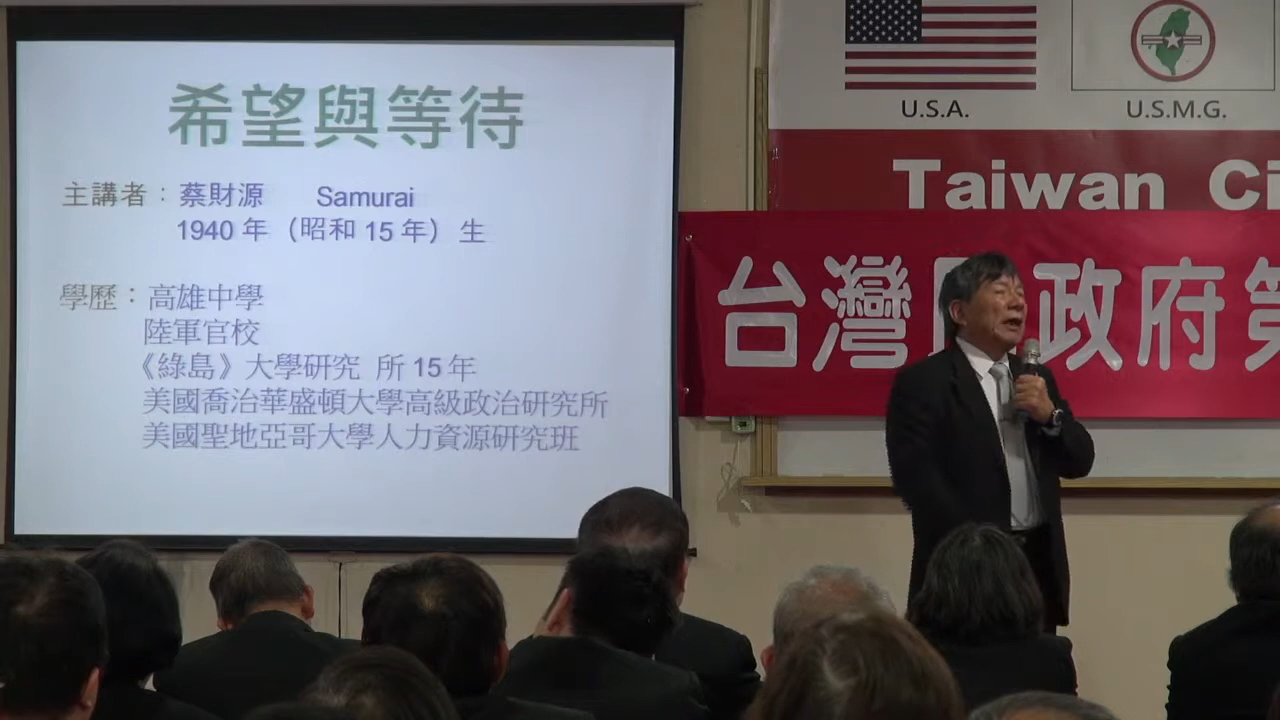 希望與等待
主講者：蔡財源 Samurai
1940 年（昭和 15 年）生
學歷：高雄中學
陸軍官校
《綠島》大學研究 所 15 年
美國喬治華盛頓大學高級政治研究所
美國聖地亞哥大學人力資源研究班
U.S.A.
U.S.M.G.
Taiwan Ci
台灣
政府第